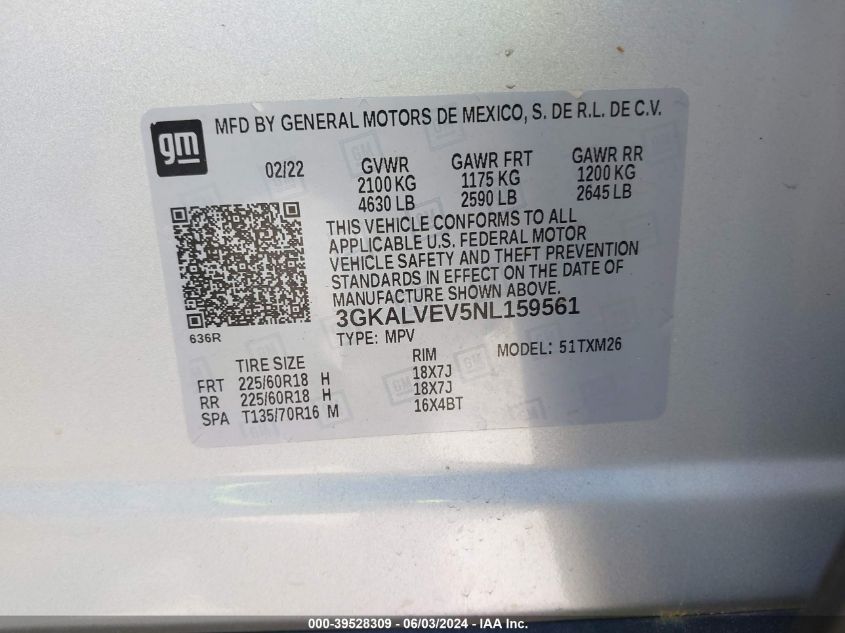 gm
MFD BY GENERAL MOTORS DE MEXICO, S. DE R.L. DE C.V.
02/22 GVWR GAWR FRT GAWR RR
2100 KG 1175 KG 1200 KG
4630 LB 2590 LB 2645 LB
THIS VEHICLE CONFORMS TO ALL
APPLICABLE U.S. FEDERAL MOTOR
VEHICLE SAFETY AND THEFT PREVENTION
STANDARDS IN EFFECT ON THE DATE OF
MANUFACTURE SHOWN ABOVE.
3GKALVEV5NL159561
636R
TYPE: MPV MODEL: 51TXM26
TIRE SIZE RIM
FRT 225/60R18 H 18X7J
RR 225/60R18 H 18X7J
SPA T135/70R16 M 16X4BT
000-39528309 - 06/03/2024 - COPYRIGHT IAA, LLC.